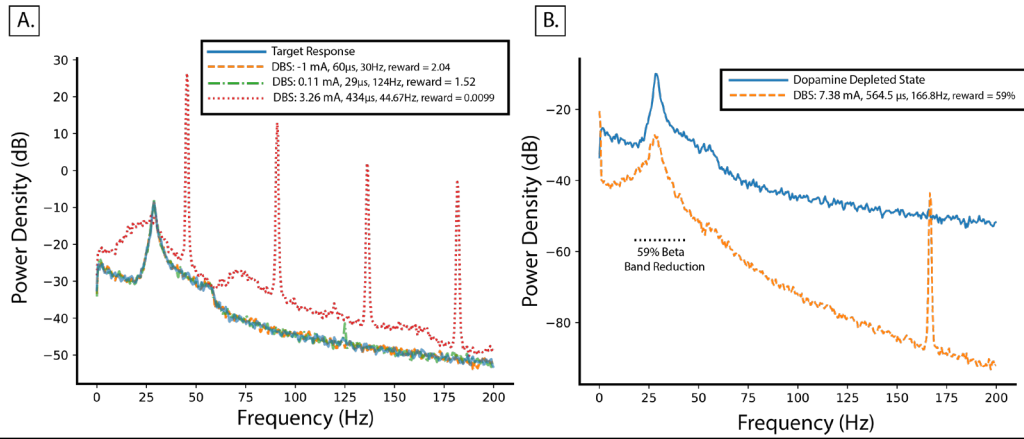 A.
Target Response
DBS: -1 mA, 60µs, 30Hz, reward = 2.04
DBS: 0.11 mA, 29µs, 124Hz, reward = 1.52
DBS: 3.26 mA, 434µs, 44.67Hz, reward = 0.0099
30
20
10
0
-10
-20
-30
-40
-50
Power Density (dB)
0
25
50
75
100
125
150
175
200
Frequency (Hz)
B.
Dopamine Depleted State
DBS: 7.38 mA, 564.5 µs, 166.8Hz, reward = 59%
−20
−40
−60
−80
Power Density (dB)
59% Beta
Band Reduction
0
25
50
75
100
125
150
175
200
Frequency (Hz)